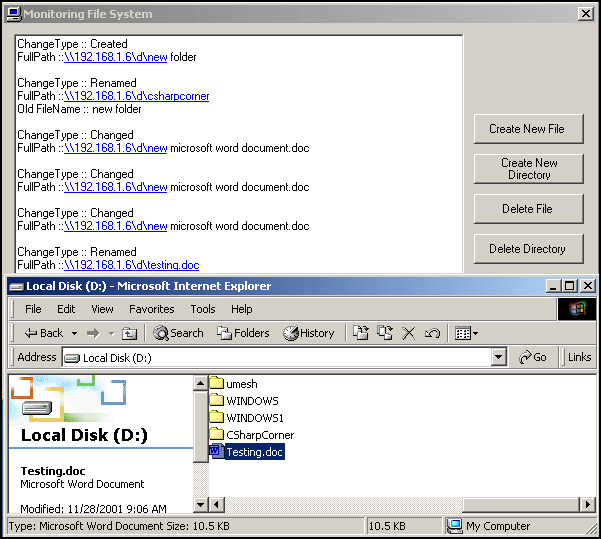 Monitoring File System
ChangeType :: Created
FullPath ::\\192.168.1.6\d\new folder
ChangeType :: Renamed
FullPath ::\\192.168.1.6\d\csharpcorner
Old FileName :: new folder
ChangeType :: Changed
FullPath ::\\192.168.1.6\d\new microsoft word document.doc
ChangeType :: Changed
FullPath ::\\192.168.1.6\d\new microsoft word document.doc
ChangeType :: Changed
FullPath ::\\192.168.1.6\d\new microsoft word document.doc
ChangeType :: Renamed
FullPath ::\\192.168.1.6\d\testing.doc
Create New File
Create New
Directory
Delete File
Delete Directory
Local Disk (D:) - Microsoft Internet Explorer
File Edit View Favorites Tools Help
Back Search Folders History
Address Local Disk (D:) Go Links
Local Disk (D:)
Testing.doc
Microsoft Word Document
Modified: 11/28/2001 9:06 AM
umesh
WINDOWS
WINDOWS1
CSharpCorner
Testing.doc
Type: Microsoft Word Document Size: 10.5 KB 10.5 KB My Computer